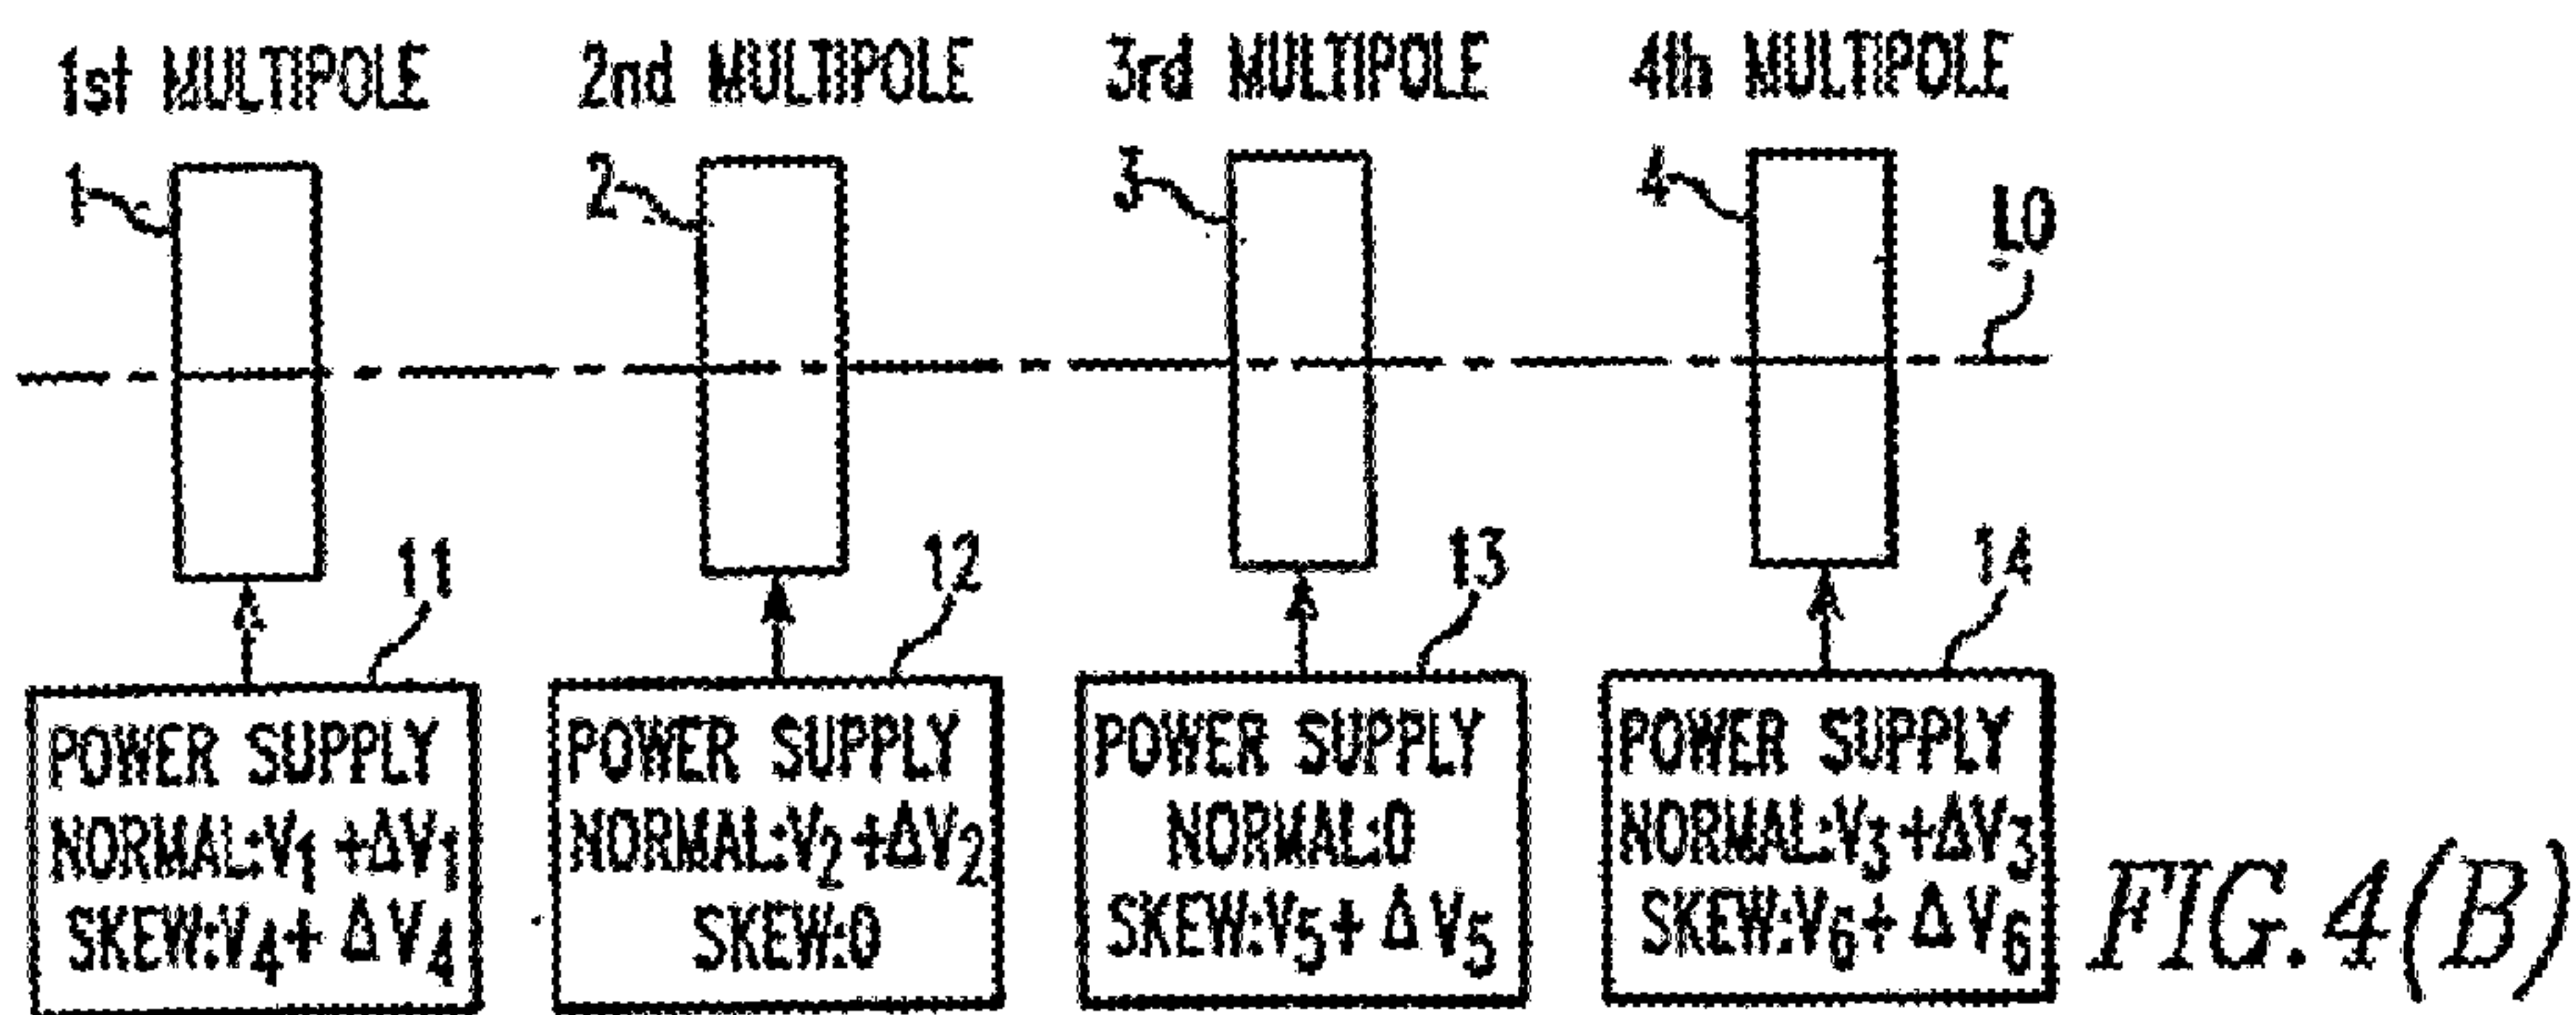 1st MULTIPOLE 2nd MULTIPOLE 3rd MULTIPOLE 4th MULTIPOLE
1 2 3 4
LO
11 12 13 14
POWER SUPPLY
NORMAL:V1+ΔV1
SKEW:V4+ΔV4
POWER SUPPLY
NORMAL:V2+ΔV2
SKEW:0
POWER SUPPLY
NORMAL:0
SKEW:V5+ΔV5
POWER SUPPLY
NORMAL:V3+ΔV3
SKEW:V6+ΔV6
FIG.4(B)